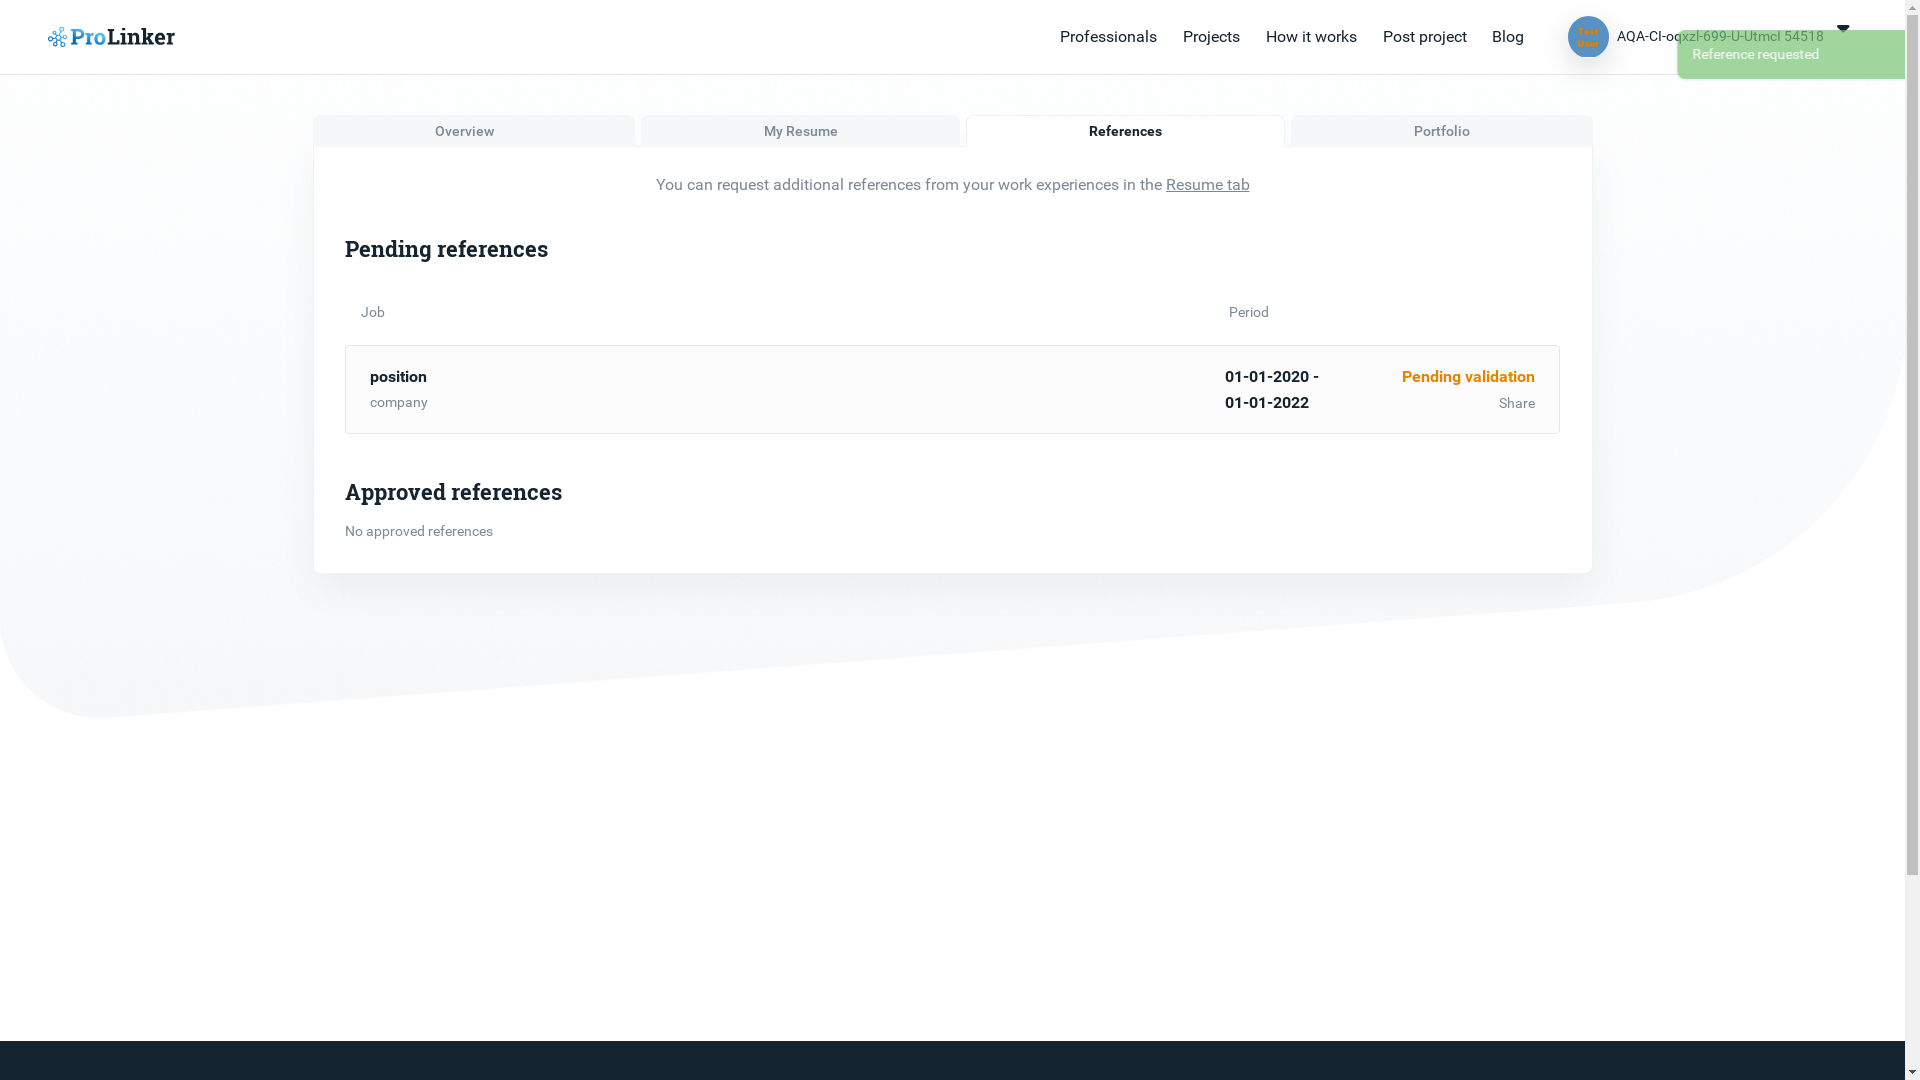 ProLinker
Professionals
Projects
How it works
Post project
Blog
Test
User
AQA-CI-oqxzl-699-U-UtmcI 54518
Reference requested
Overview
My Resume
References
Portfolio
You can request additional references from your work experiences in the Resume tab
Pending references
Job
Period
position
company
01-01-2020 -
01-01-2022
Pending validation
Share
Approved references
No approved references